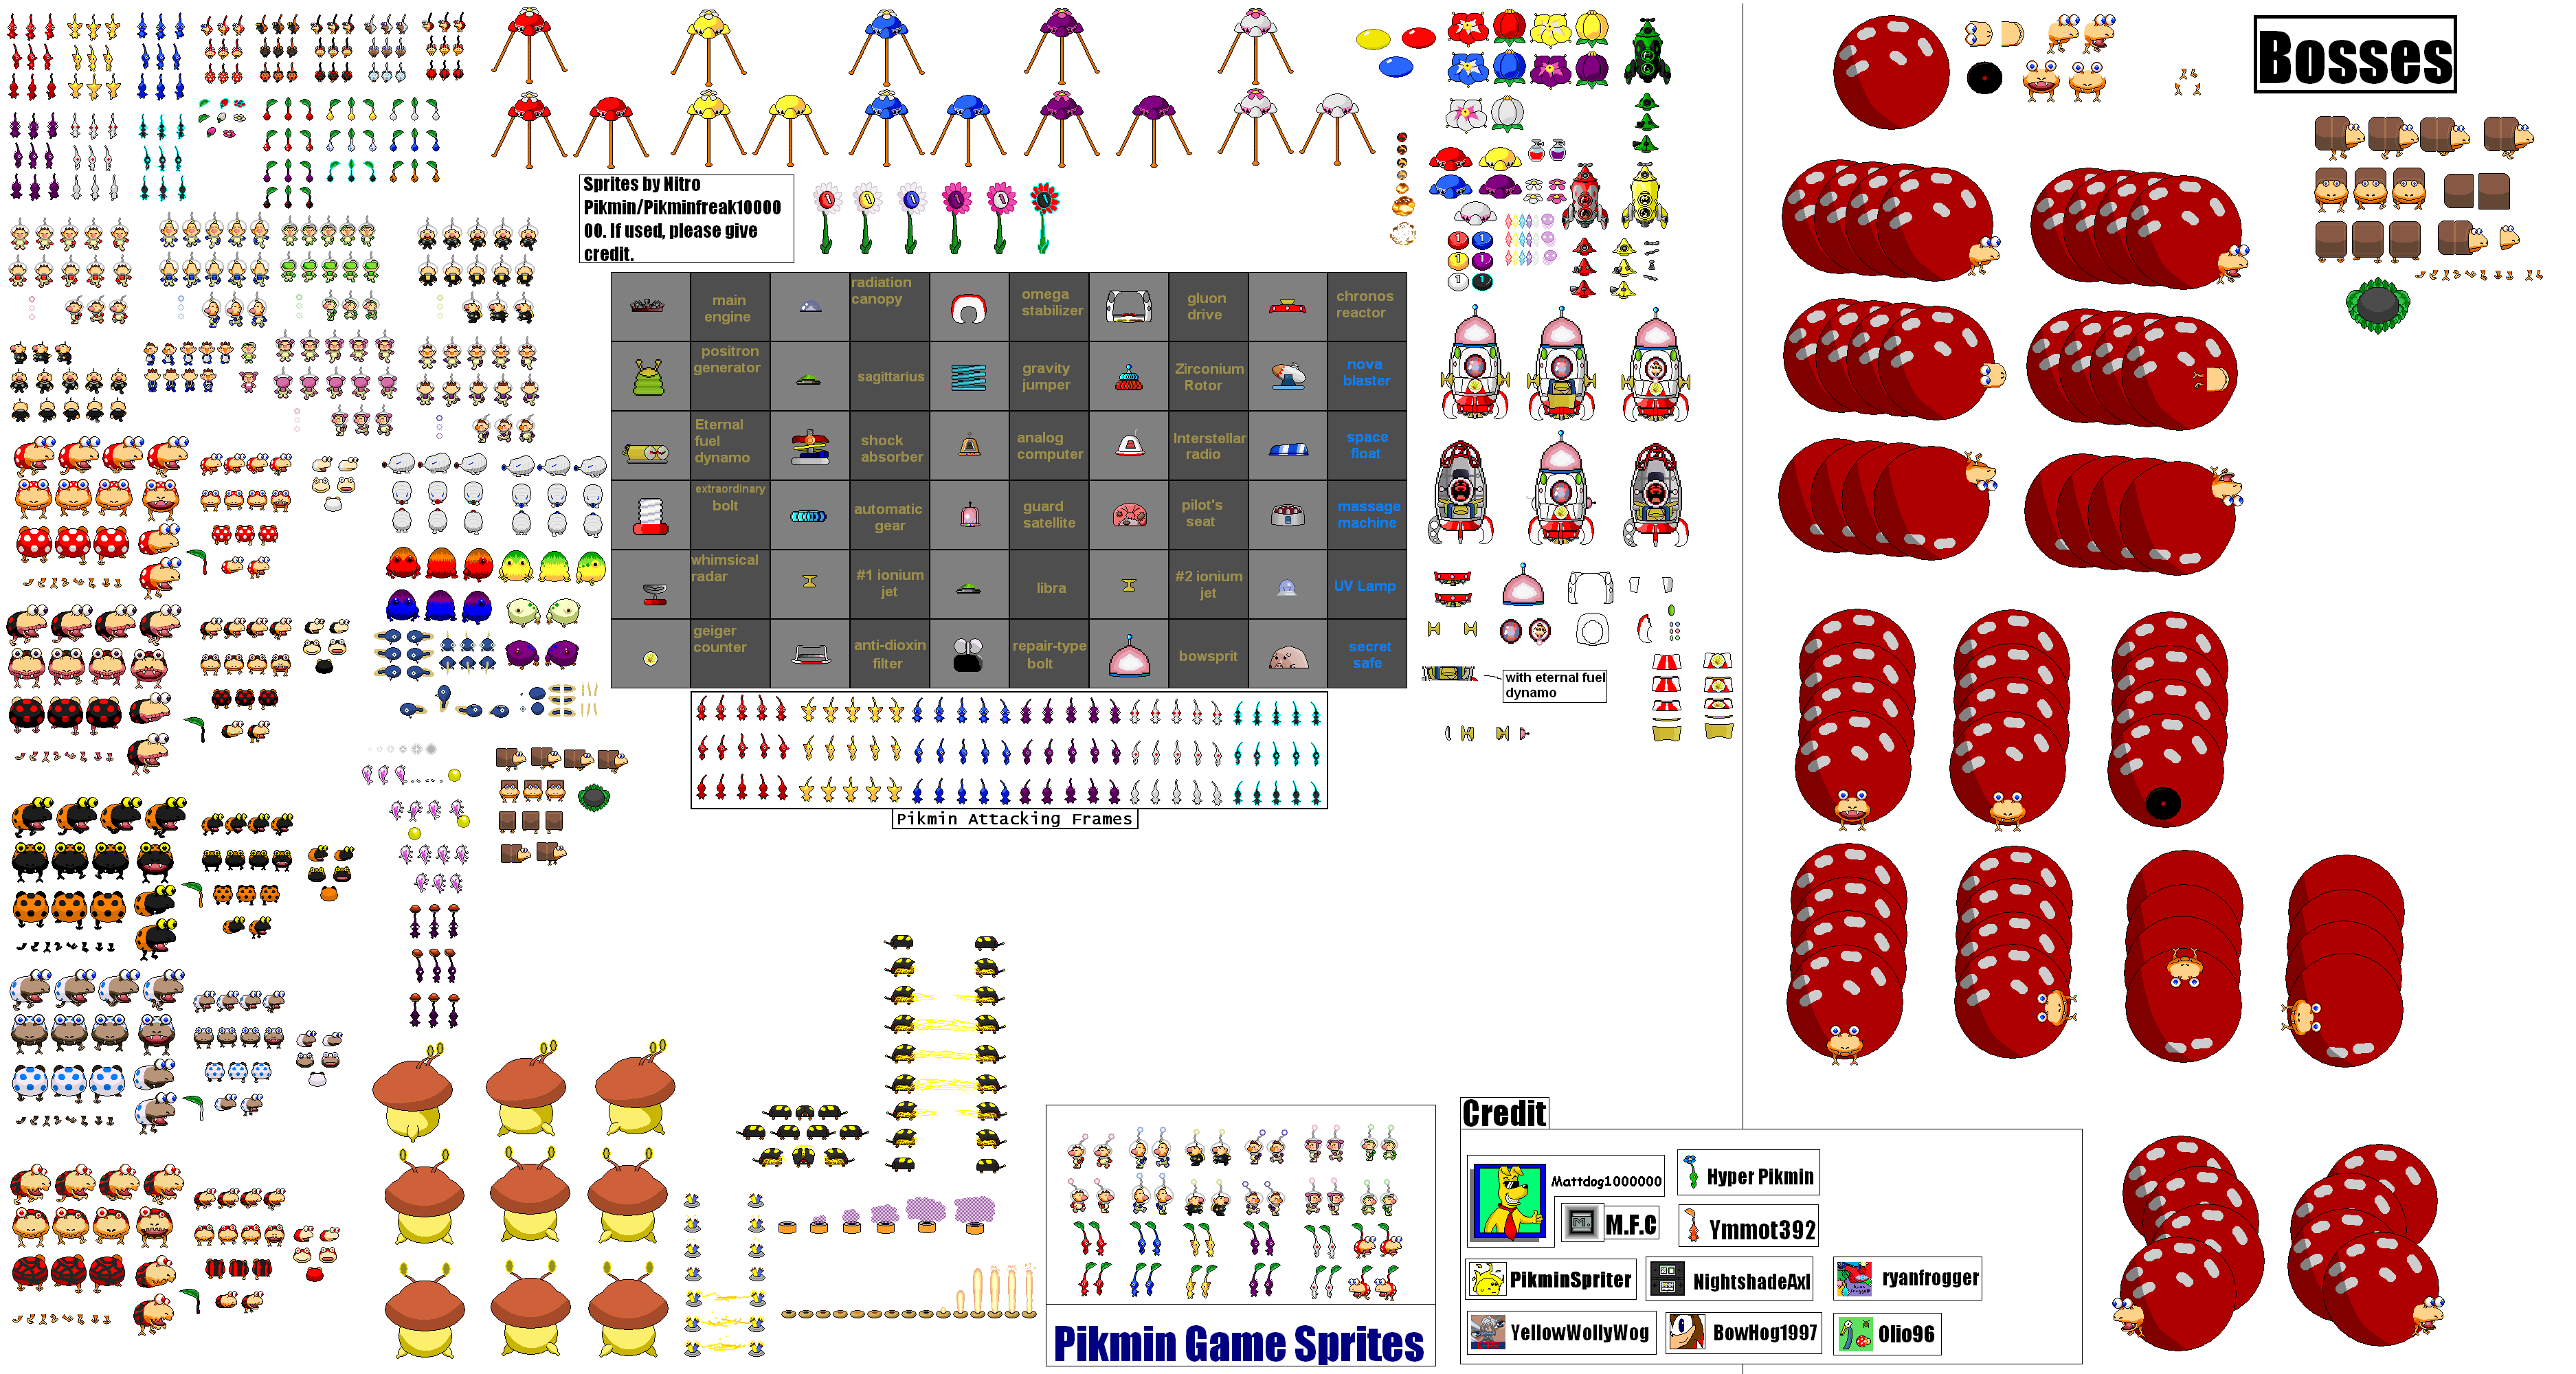 Bosses
Sprites by Nitro
Pikmin/Pikminfreak10000
00. If used, please give
credit.
main
engine
radiation
canopy
omega
stabilizer
gluon
drive
chronos
reactor
positron
generator
sagittarius
gravity
jumper
Zirconium
Rotor
nova
blaster
Eternal
fuel
dynamo
shock
absorber
analog
computer
Interstellar
radio
space
float
extraordinary
bolt
automatic
gear
guard
satellite
pilot's
seat
massage
machine
whimsical
radar
#1 ionium
jet
libra
#2 ionium
jet
UV Lamp
geiger
counter
anti-dioxin
filter
repair-type
bolt
bowsprit
secret
safe
with eternal fuel
dynamo
Pikmin Attacking Frames
Pikmin Game Sprites
Credit
Mattdog1000000
Hyper Pikmin
M.F.C
Ymmot392
PikminSpriter
NightshadeAxl
ryanfrogger
YellowWollyWog
BowHog1997
Olio96